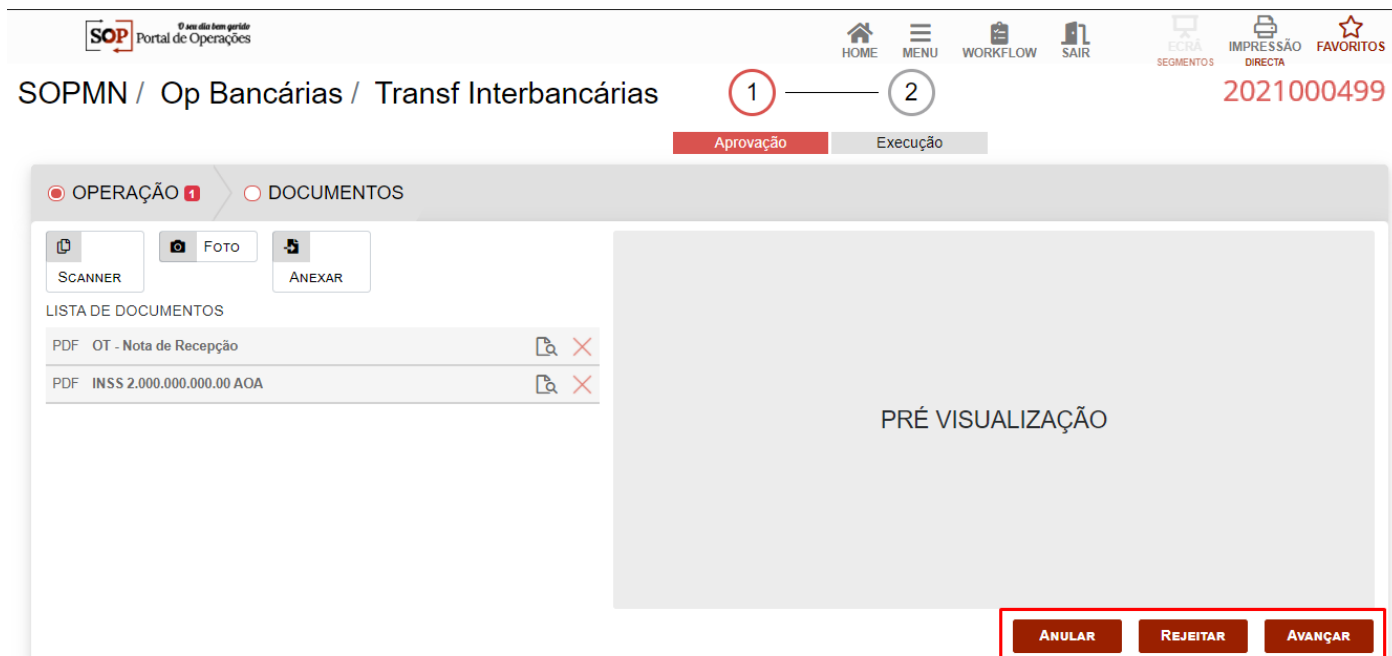 O seu dia bem gerido
SOP Portal de Operações
HOME MENU WORKFLOW SAIR ECRÃ SEGMENTOS IMPRESSÃO DIRECTA FAVORITOS
SOPMN / Op Bancárias / Transf Interbancárias 1 2 2021000499
Aprovação Execução
OPERAÇÃO 1 DOCUMENTOS
SCANNER FOTO ANEXAR
LISTA DE DOCUMENTOS
PDF OT - Nota de Recepção
PDF INSS 2.000.000.000.00 AOA
PRÉ VISUALIZAÇÃO
ANULAR REJEITAR AVANÇAR